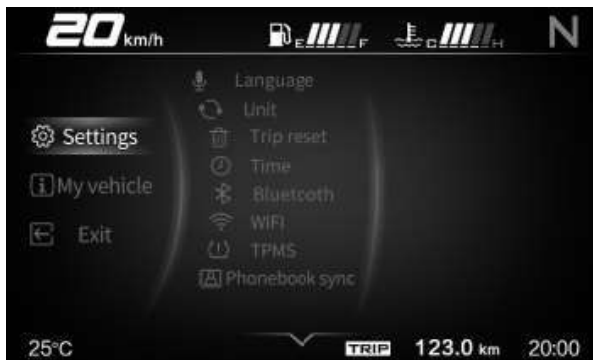 20 km/h E F C H N
Language
Unit
Settings
Trip reset
Time
My vehicle
Bluetooth
WiFi
Exit
TPMS
Phonebook sync
25°C TRIP 123.0 km 20:00